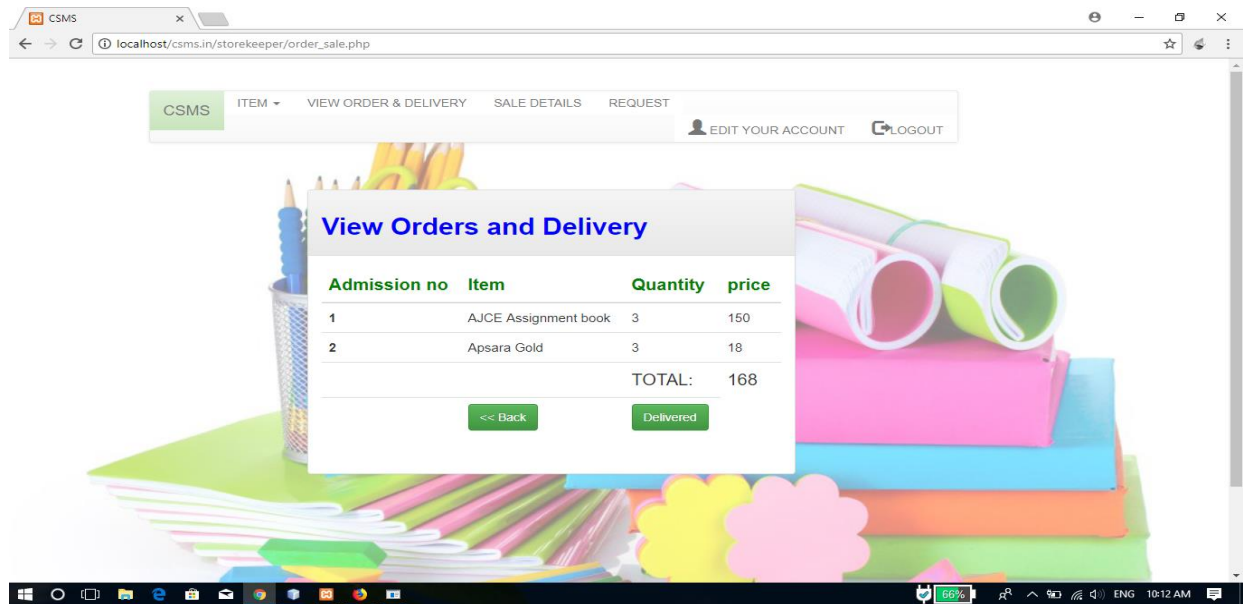 CSMS
localhost/csms.in/storekeeper/order_sale.php
CSMS ITEM VIEW ORDER & DELIVERY SALE DETAILS REQUEST
EDIT YOUR ACCOUNT LOGOUT
View Orders and Delivery
Admission no Item Quantity price
1 AJCE Assignment book 3 150
2 Apsara Gold 3 18
TOTAL: 168
<< Back Delivered
66% ENG 10:12 AM